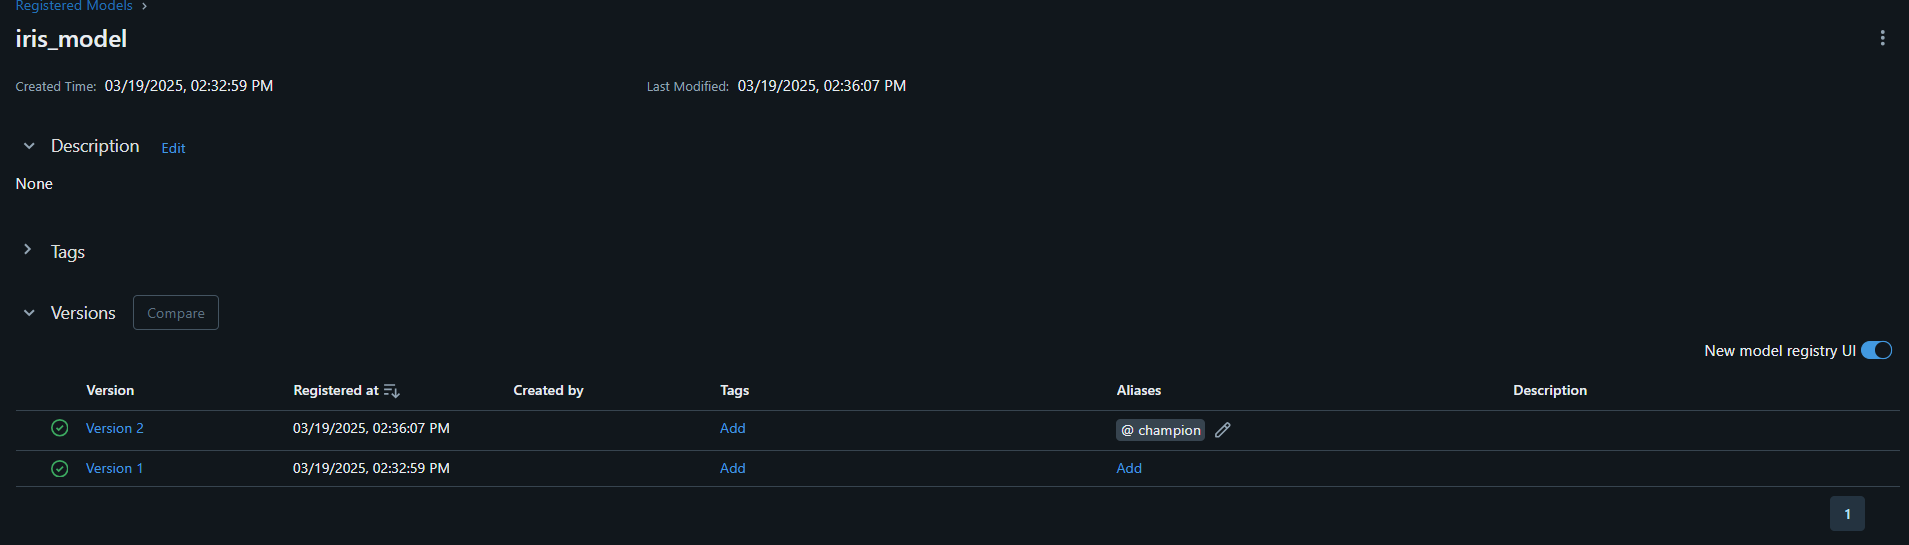 Registered Models
iris_model
Created Time: 03/19/2025, 02:32:59 PM Last Modified: 03/19/2025, 02:36:07 PM
Description Edit
None
Tags
Versions Compare
New model registry UI
Version Registered at Created by Tags Aliases Description
Version 2 03/19/2025, 02:36:07 PM Add @ champion
Version 1 03/19/2025, 02:32:59 PM Add Add
1